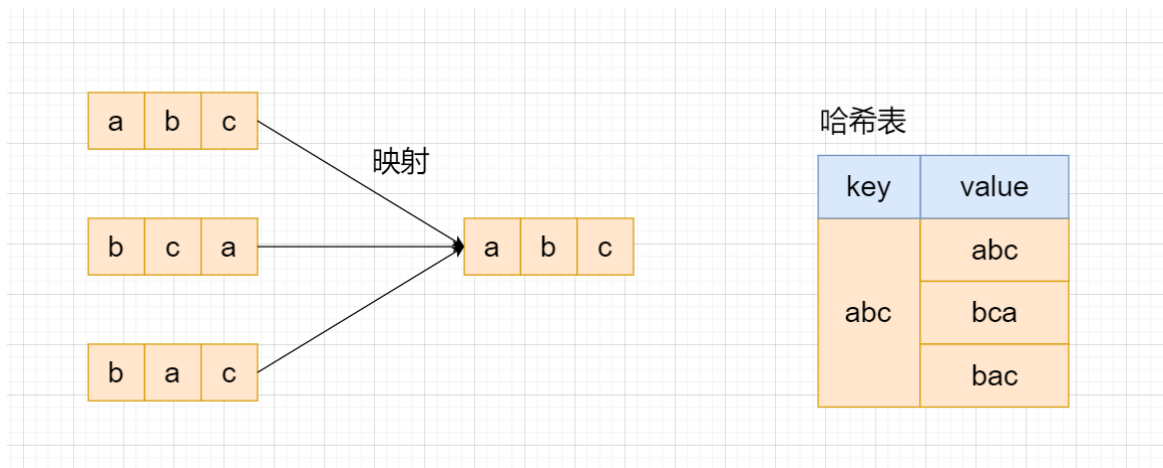 a b c
映射
b c a
a b c
b a c
哈希表
key value
abc
abc
bca
bac